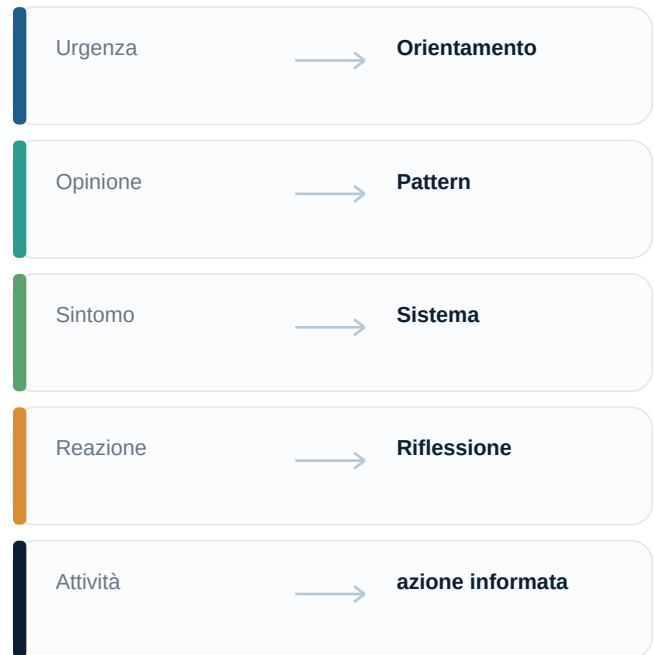 Urgenza
Orientamento
Opinione
Pattern
Sintomo
Sistema
Reazione
Riflessione
Attività
azione informata